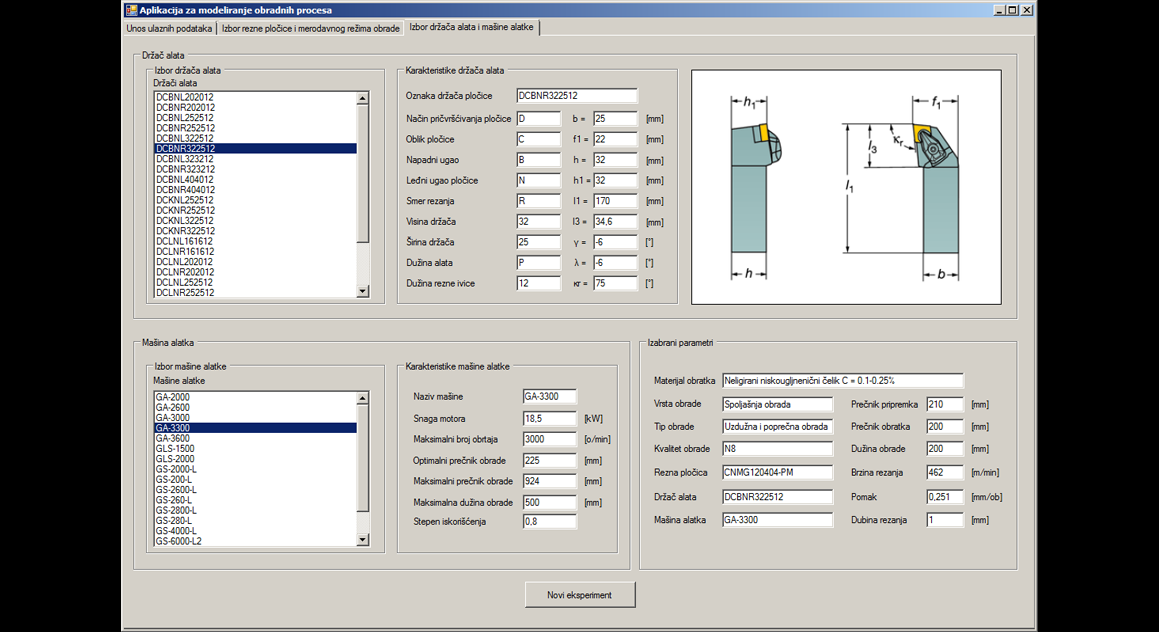 Aplikacija za modeliranje obradnih procesa
Unos ulaznih podataka
Izbor rezne pločice i merodavnog režima obrade
Izbor držača alata i mašine alatke
Držač alata
Izbor držača alata
Držači alata
DCBNL202012
DCBNR202012
DCBNL252512
DCBNR252512
DCBNL322512
DCBNR322512
DCBNL323212
DCBNR323212
DCBNL404012
DCBNR404012
DCKNL252512
DCKNR252512
DCKNL322512
DCKNR322512
DCLNL161612
DCLNR161612
DCLNL202012
DCLNR202012
DCLNL252512
DCLNR252512
Karakteristike držača alata
Oznaka držača pločice DCBNR322512
Način pričvršćivanja pločice D b = 25 [mm]
Oblik pločice C f1 = 22 [mm]
Napadni ugao B h = 32 [mm]
Leđni ugao pločice N h1 = 32 [mm]
Smer rezanja R l1 = 170 [mm]
Visina držača 32 l3 = 34,6 [mm]
Širina držača 25 γ = -6 [°]
Dužina alata P λ = -6 [°]
Dužina rezne ivice 12 κr = 75 [°]
h1
f1
κr
l3
l1
h
b
Mašina alatka
Izbor mašine alatke
Mašine alatke
GA-2000
GA-2600
GA-3000
GA-3300
GA-3600
GLS-1500
GLS-2000
GS-2000-L
GS-200-L
GS-2600-L
GS-260-L
GS-2800-L
GS-280-L
GS-4000-L
GS-6000-L2
Karakteristike mašine alatke
Naziv mašine GA-3300
Snaga motora 18,5 [kW]
Maksimalni broj obrtaja 3000 [o/min]
Optimalni prečnik obrade 225 [mm]
Maksimalni prečnik obrade 924 [mm]
Maksimalna dužina obrade 500 [mm]
Stepen iskorišćenja 0,8
Izabrani parametri
Materijal obratka Neligirani niskougljnenični čelik C = 0.1-0.25%
Vrsta obrade Spoljašnja obrada Prečnik pripremka 210 [mm]
Tip obrade Uzdužna i poprečna obrada Prečnik obratka 200 [mm]
Kvalitet obrade N8 Dužina obrade 200 [mm]
Rezna pločica CNMG120404-PM Brzina rezanja 462 [m/min]
Držač alata DCBNR322512 Pomak 0,251 [mm/ob]
Mašina alatka GA-3300 Dubina rezanja 1 [mm]
Novi eksperiment